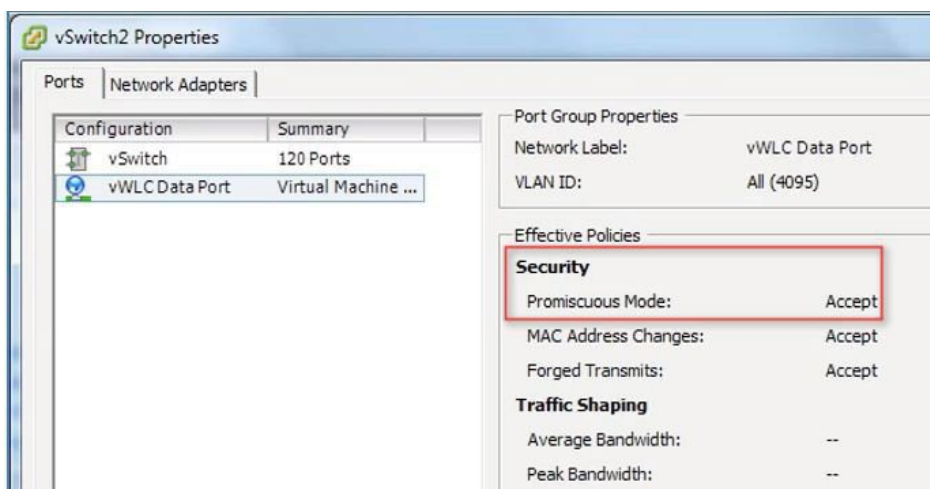 vSwitch2 Properties
Ports Network Adapters
Configuration Summary
vSwitch 120 Ports
vWLC Data Port Virtual Machine ...
Port Group Properties
Network Label: vWLC Data Port
VLAN ID: All (4095)
Effective Policies
Security
Promiscuous Mode: Accept
MAC Address Changes: Accept
Forged Transmits: Accept
Traffic Shaping
Average Bandwidth: --
Peak Bandwidth: --